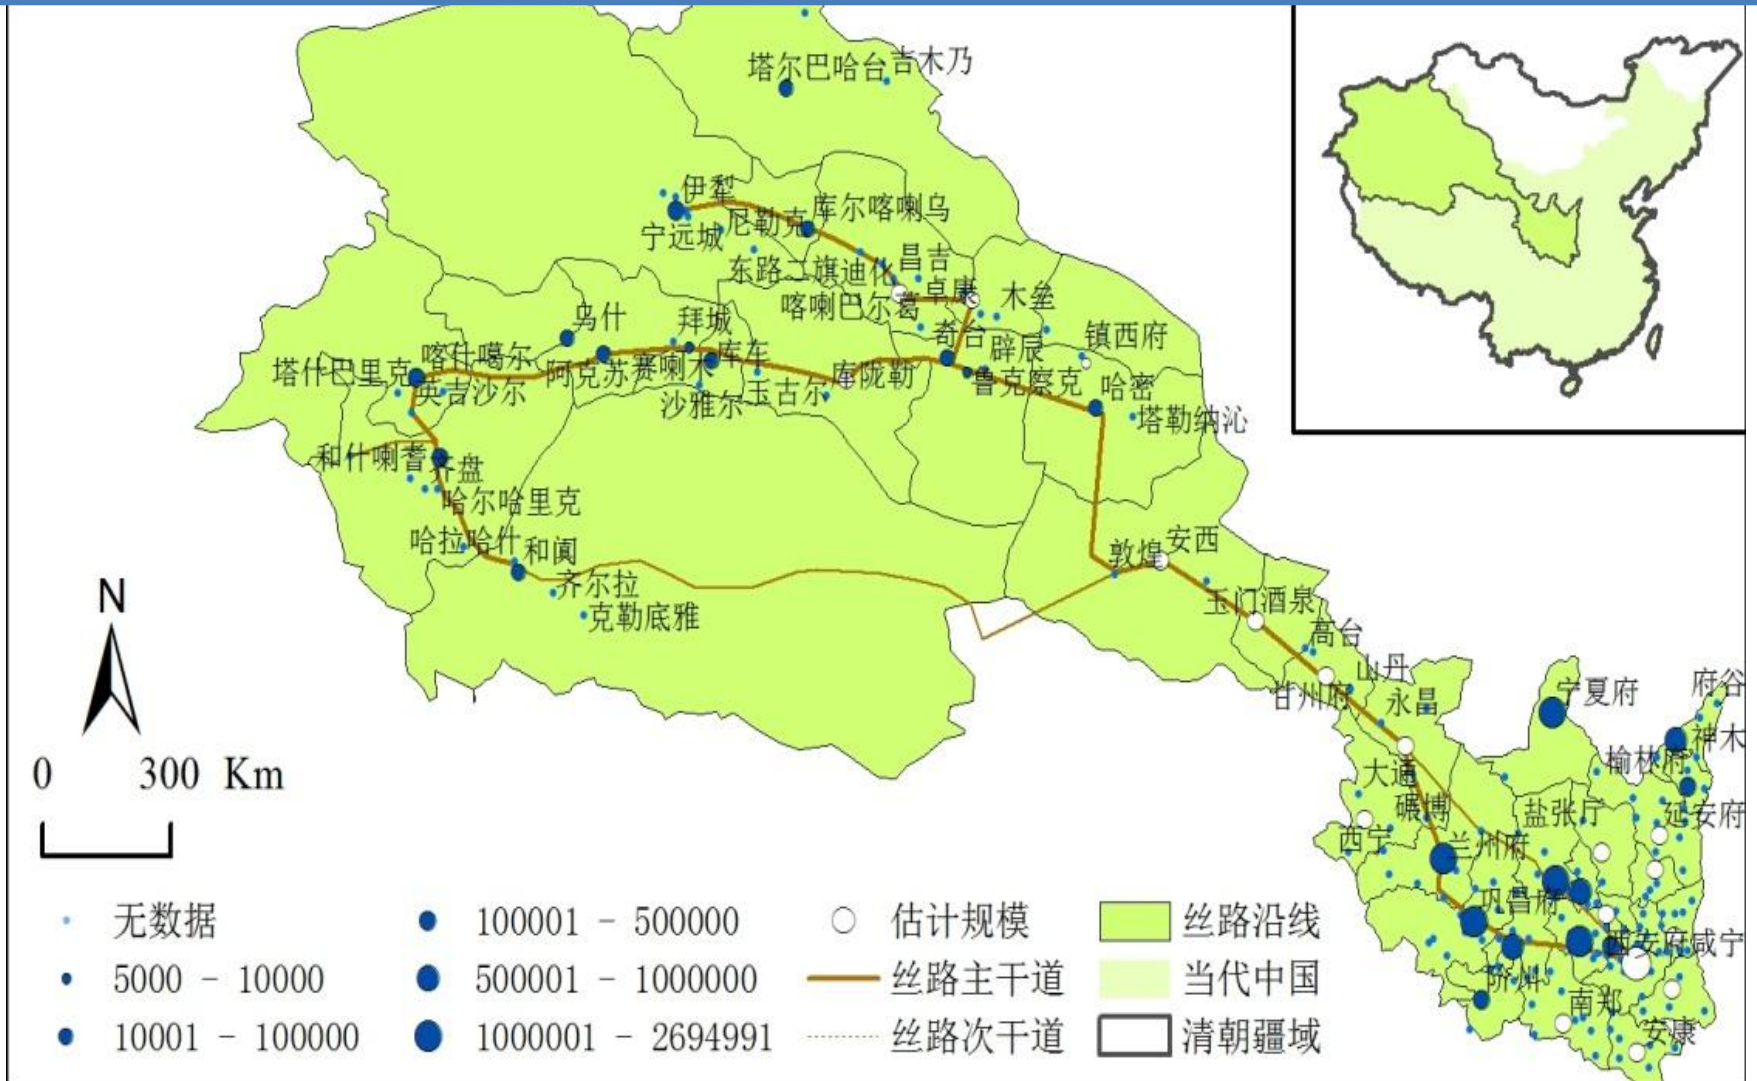 塔尔巴哈台
吉木乃
伊犁
宁远城
尼勒克
库尔喀喇乌
东路二旗
迪化
昌吉
喀喇巴尔葛
阜康
木垒
奇台
镇西府
辟展
鲁克察克
哈密
塔勒纳沁
乌什
拜城
喀什噶尔
塔什巴里克
英吉沙尔
阿克苏
赛喇木
库车
沙雅尔
玉古尔
库陇勒
和什喇耆
齐盘
哈尔哈里克
哈拉哈什
和阗
齐尔拉
克勒底雅
敦煌
安西
玉门
酒泉
高台
山丹
甘州府
永昌
大通
碾博
西宁
兰州府
宁夏府
府谷
神木
榆林府
延安府
盐张厅
巩昌府
西安府
咸宁
阶州
南郑
安康
N
0 300 Km
无数据
5000 - 10000
10001 - 100000
100001 - 500000
500001 - 1000000
1000001 - 2694991
估计规模
丝路主干道
丝路次干道
丝路沿线
当代中国
清朝疆域